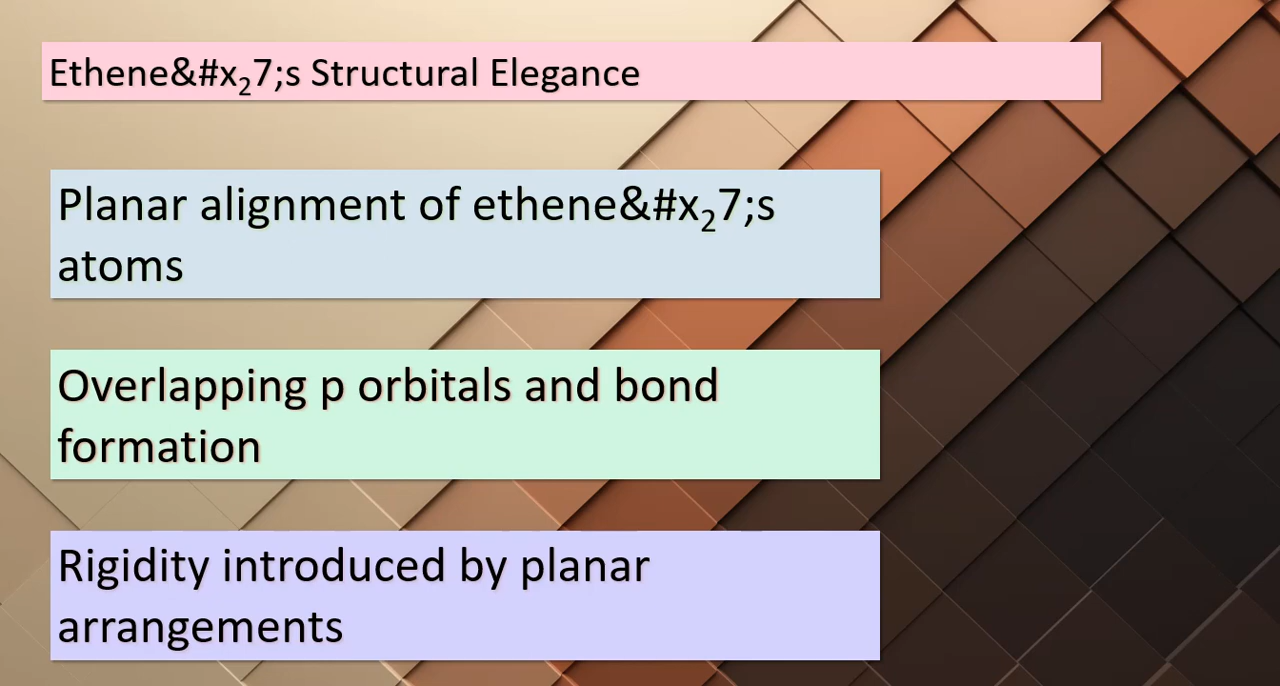 Ethene&#x₂7;s Structural Elegance
Planar alignment of ethene&#x₂7;s
atoms
Overlapping p orbitals and bond
formation
Rigidity introduced by planar
arrangements